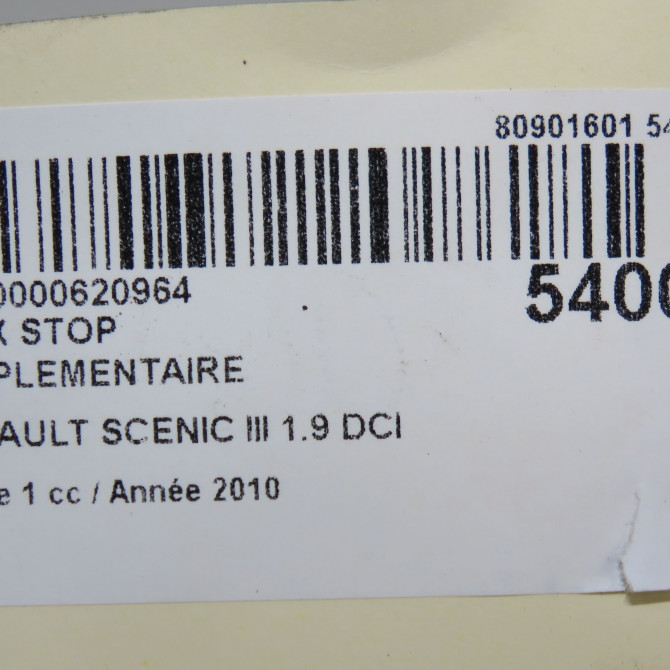 80901601 54
0000620964
5400
X STOP
PLEMENTAIRE
AULT SCENIC III 1.9 DCI
e 1 cc / Année 2010